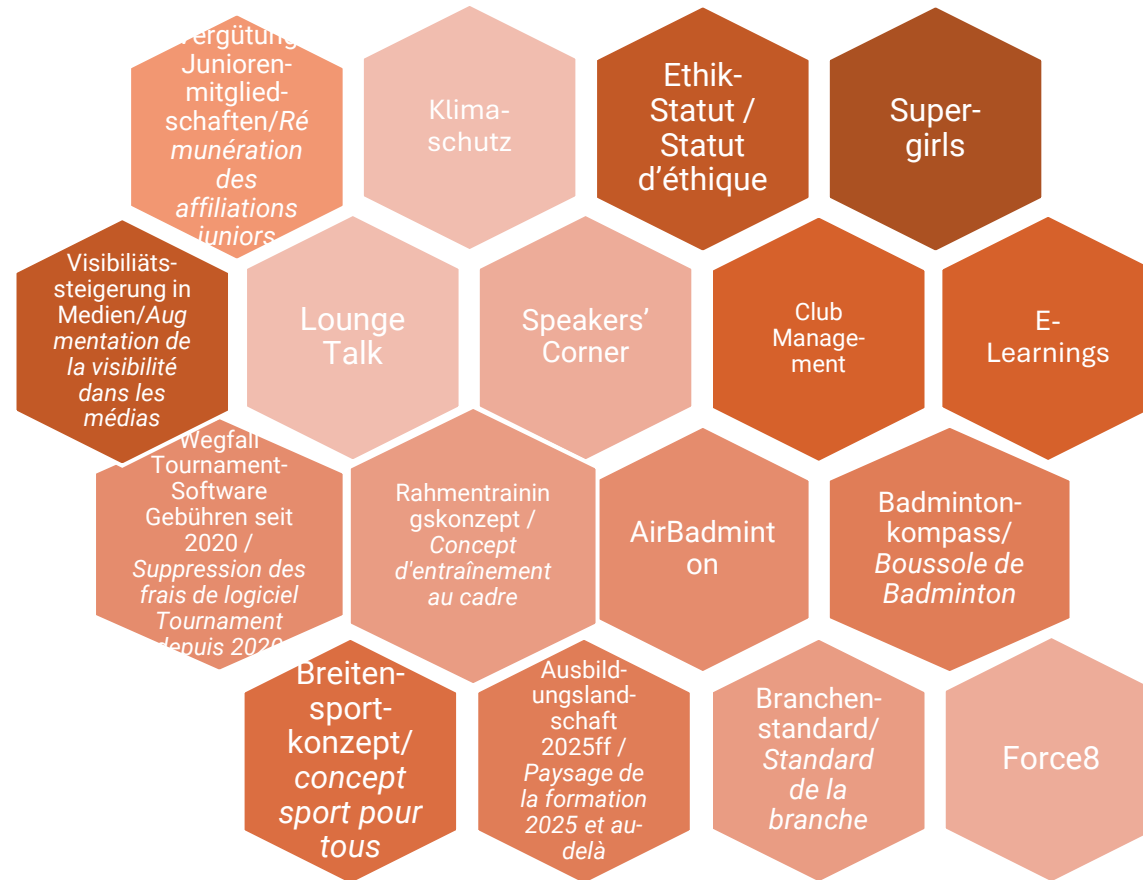 Vergütung
Junioren-
mitglied-
schaften/Ré
munération
des
affiliations
juniors
Klima-
schutz
Ethik-
Statut /
Statut
d’éthique
Super-
girls
Visibiliäts-
steigerung in
Medien/Aug
mentation de
la visibilité
dans les
médias
Lounge
Talk
Speakers’
Corner
Club
Manage-
ment
E-
Learnings
Wegfall
Tournament-
Software
Gebühren seit
2020 /
Suppression des
frais de logiciel
Tournament
depuis 2020
Rahmentrainin
gskonzept /
Concept
d'entraînement
au cadre
AirBadmint
on
Badminton-
kompass/
Boussole de
Badminton
Breiten-
sport-
konzept/
concept
sport pour
tous
Ausbild-
ungsland-
schaft
2025ff /
Paysage de
la formation
2025 et au-
delà
Branchen-
standard/
Standard
de la
branche
Force8